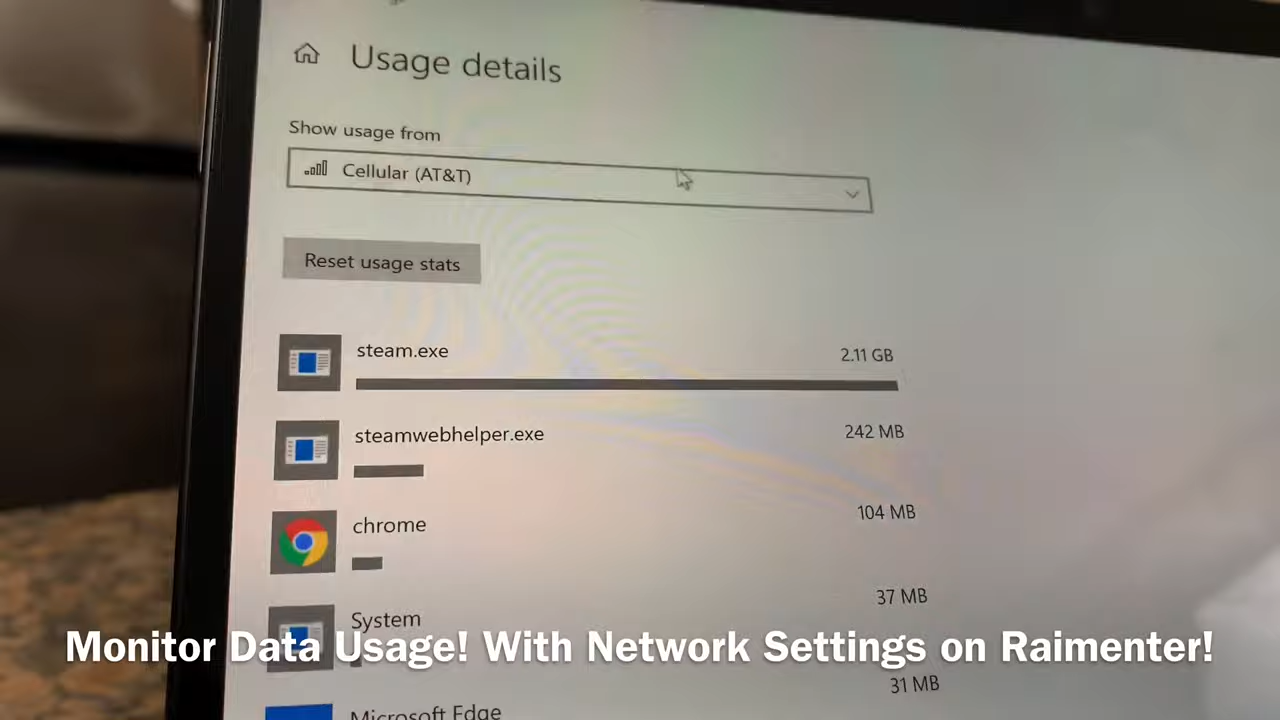 Usage details
Show usage from
Cellular (AT&T)
Reset usage stats
steam.exe
2.11 GB
steamwebhelper.exe
242 MB
chrome
104 MB
System
37 MB
Monitor Data Usage! With Network Settings on Raimenter!
Microsoft Edge
31 MB